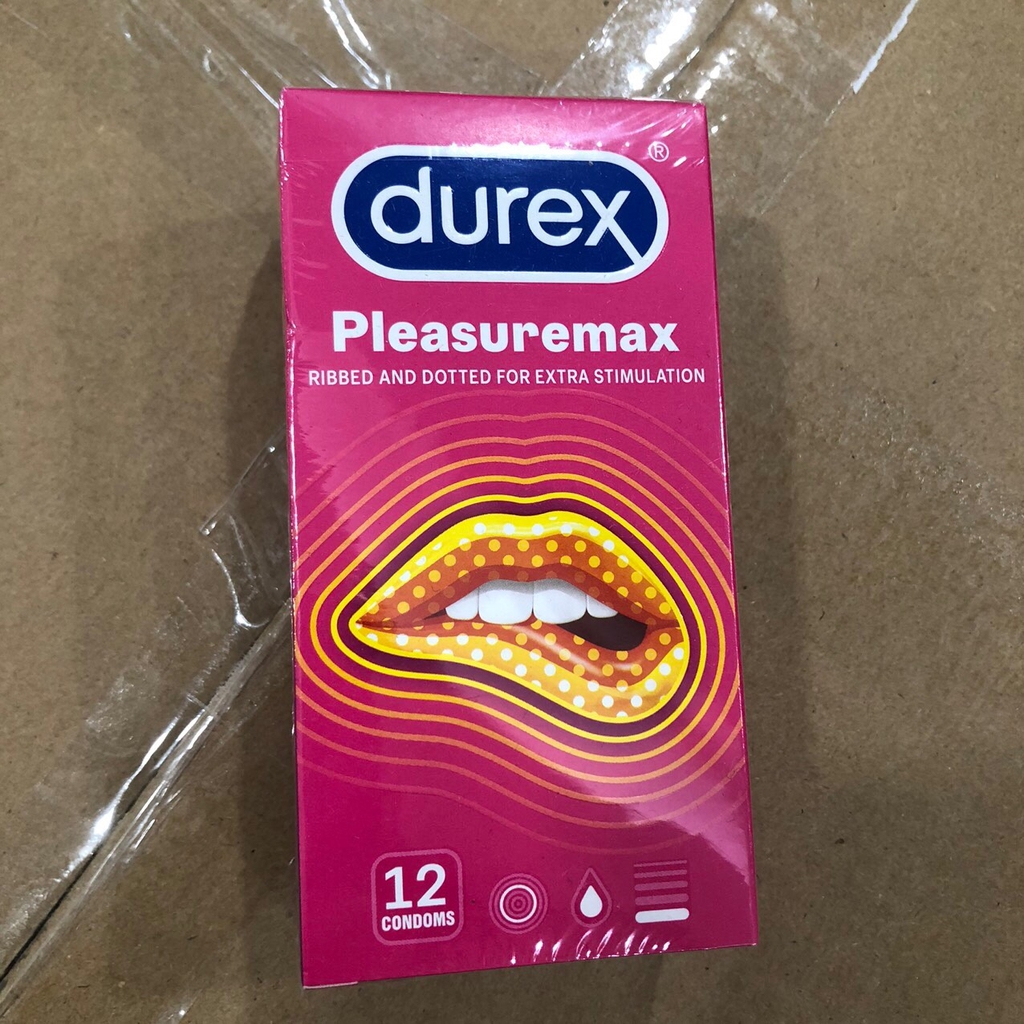 durex®
Pleasuremax
RIBBED AND DOTTED FOR EXTRA STIMULATION
12
CONDOMS